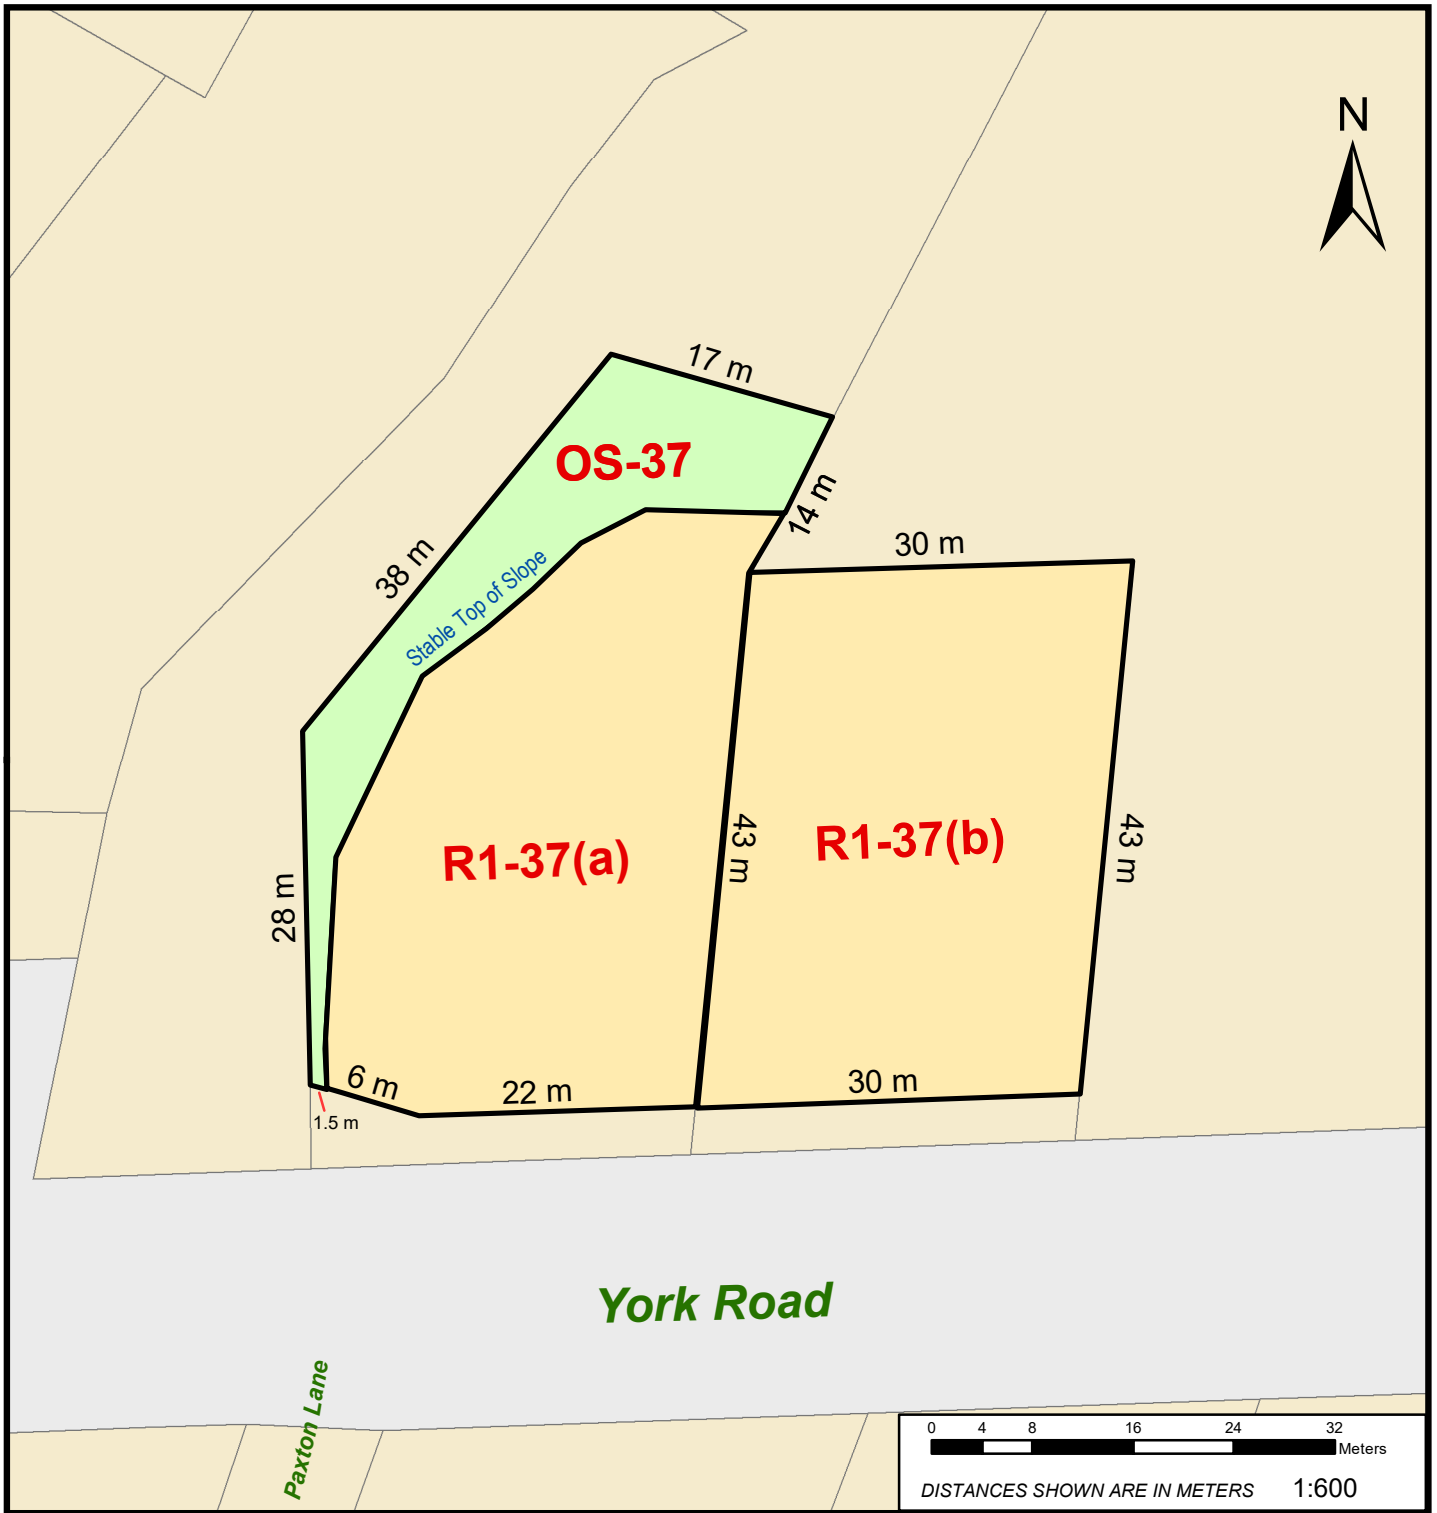 N
17 m
OS-37
14 m
30 m
38 m
Stable Top of Slope
R1-37(a)
43 m
R1-37(b)
43 m
28 m
6 m
22 m
30 m
1.5 m
York Road
Paxton Lane
0 4 8 16 24 32
Meters
DISTANCES SHOWN ARE IN METERS 1:600